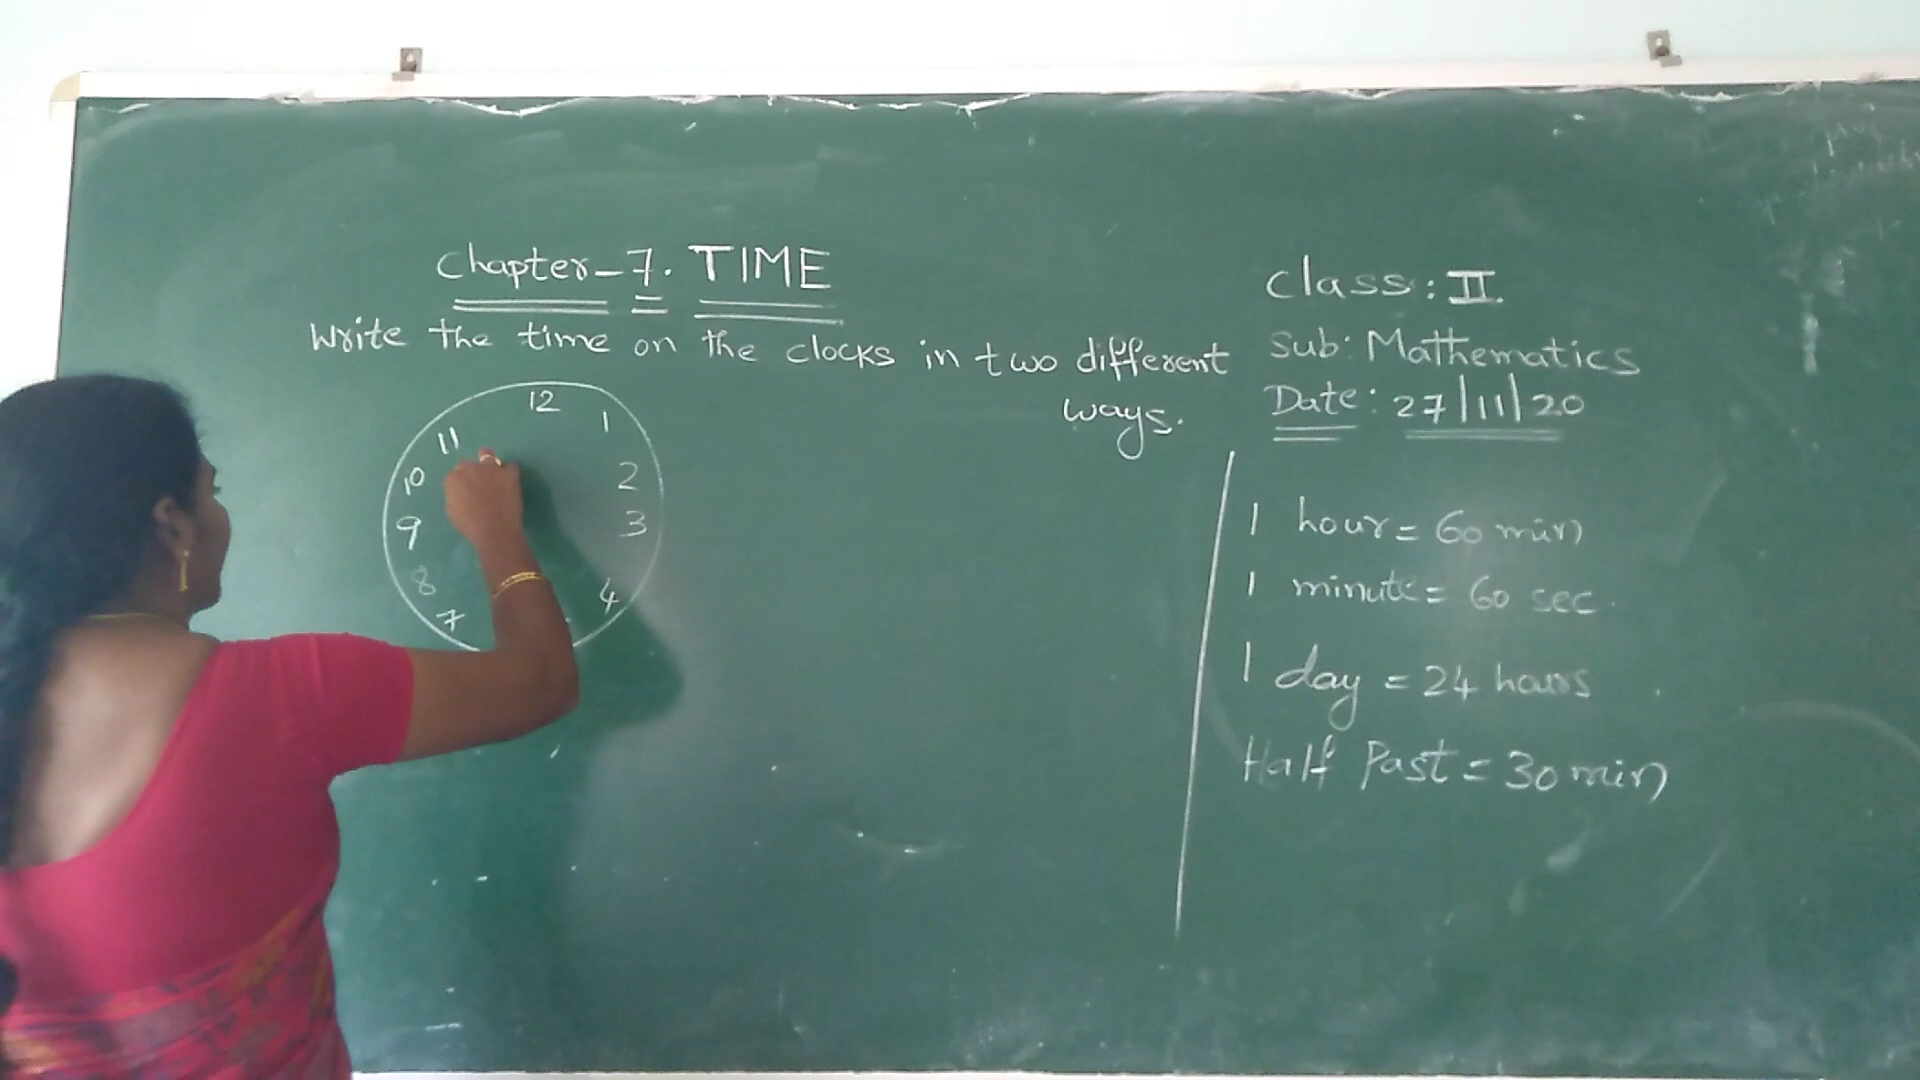 Chapter-7. TIME
Write the time on the clocks in two different
ways.
12
1
2
3
4
7
8
9
10
11
Class: II.
Sub: Mathematics
Date: 27/11/20
1 hour = 60 min
1 minute = 60 sec.
1 day = 24 hours
Half Past = 30 min